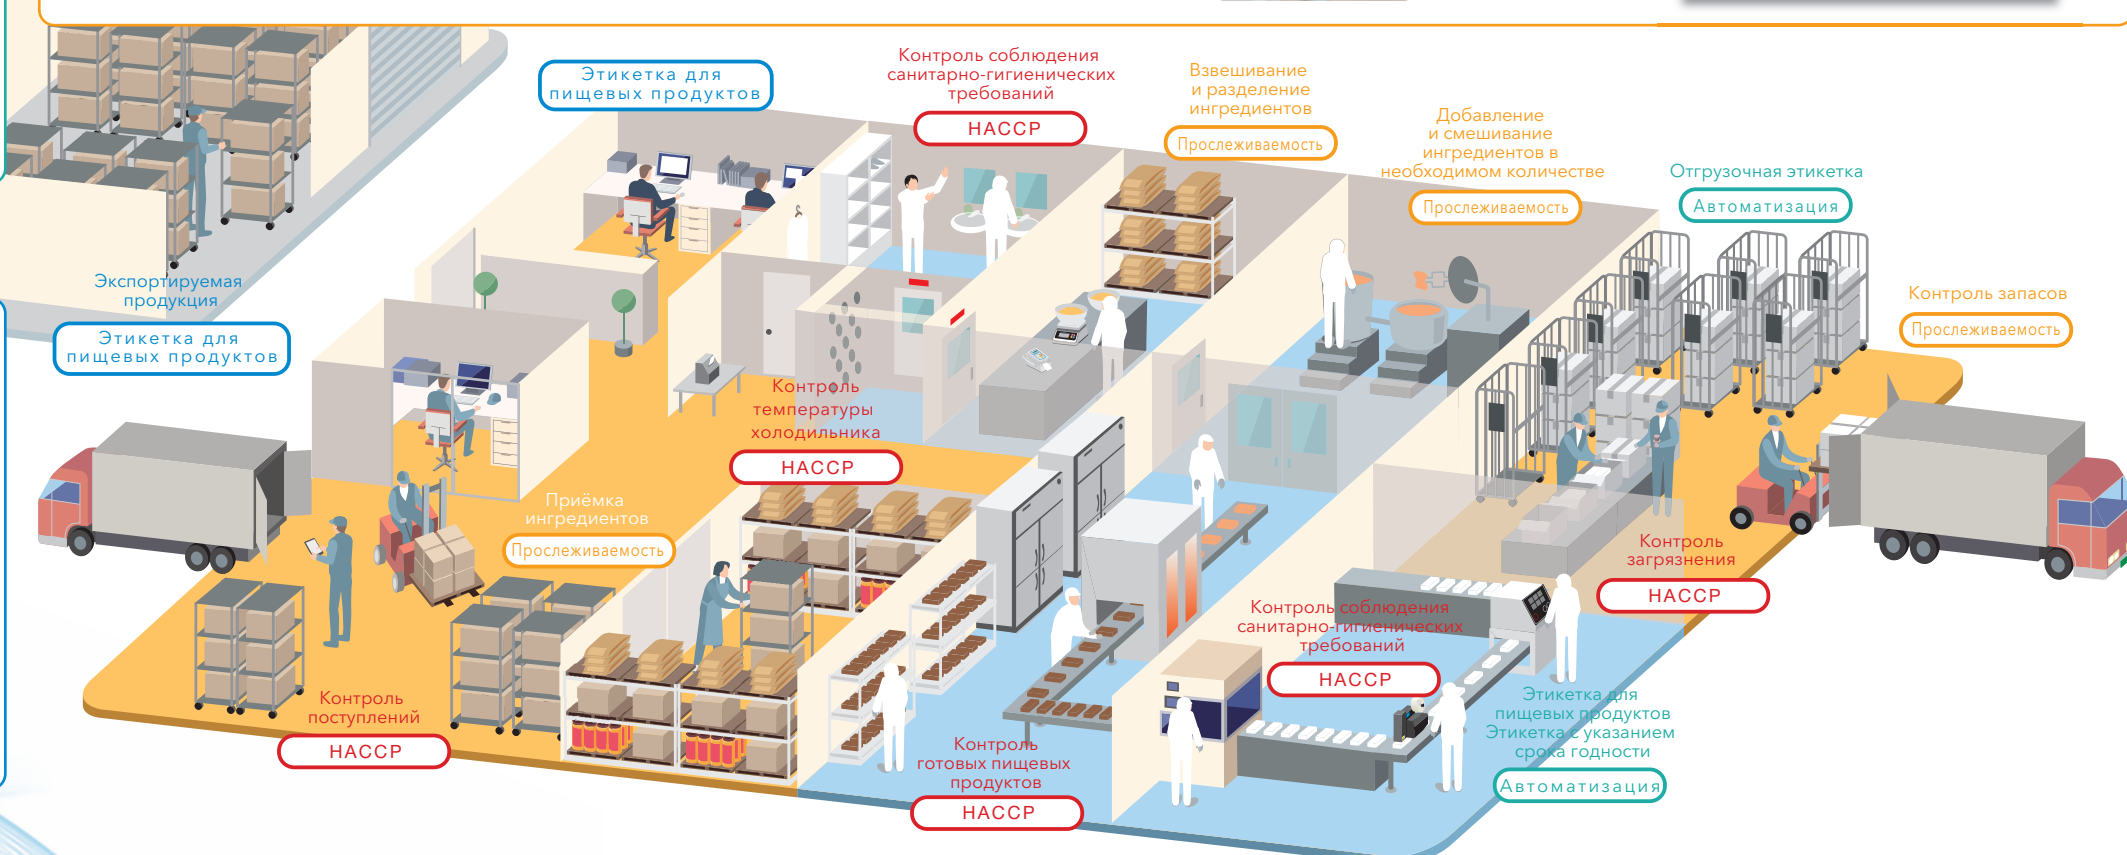 Этикетка для
пищевых продуктов
Контроль соблюдения
санитарно-гигиенических
требований
HACCP
Взвешивание
и разделение
ингредиентов
Прослеживаемость
Добавление
и смешивание
ингредиентов в
необходимом количестве
Прослеживаемость
Отгрузочная этикетка
Автоматизация
Экспортируемая
продукция
Этикетка для
пищевых продуктов
Контроль запасов
Прослеживаемость
Контроль
температуры
холодильника
HACCP
Приёмка
ингредиентов
Прослеживаемость
Контроль
загрязнения
HACCP
Контроль соблюдения
санитарно-гигиенических
требований
HACCP
Контроль
поступлений
HACCP
Этикетка для
пищевых продуктов
Этикетка с указанием
срока годности
Автоматизация
Контроль
готовых пищевых
продуктов
HACCP